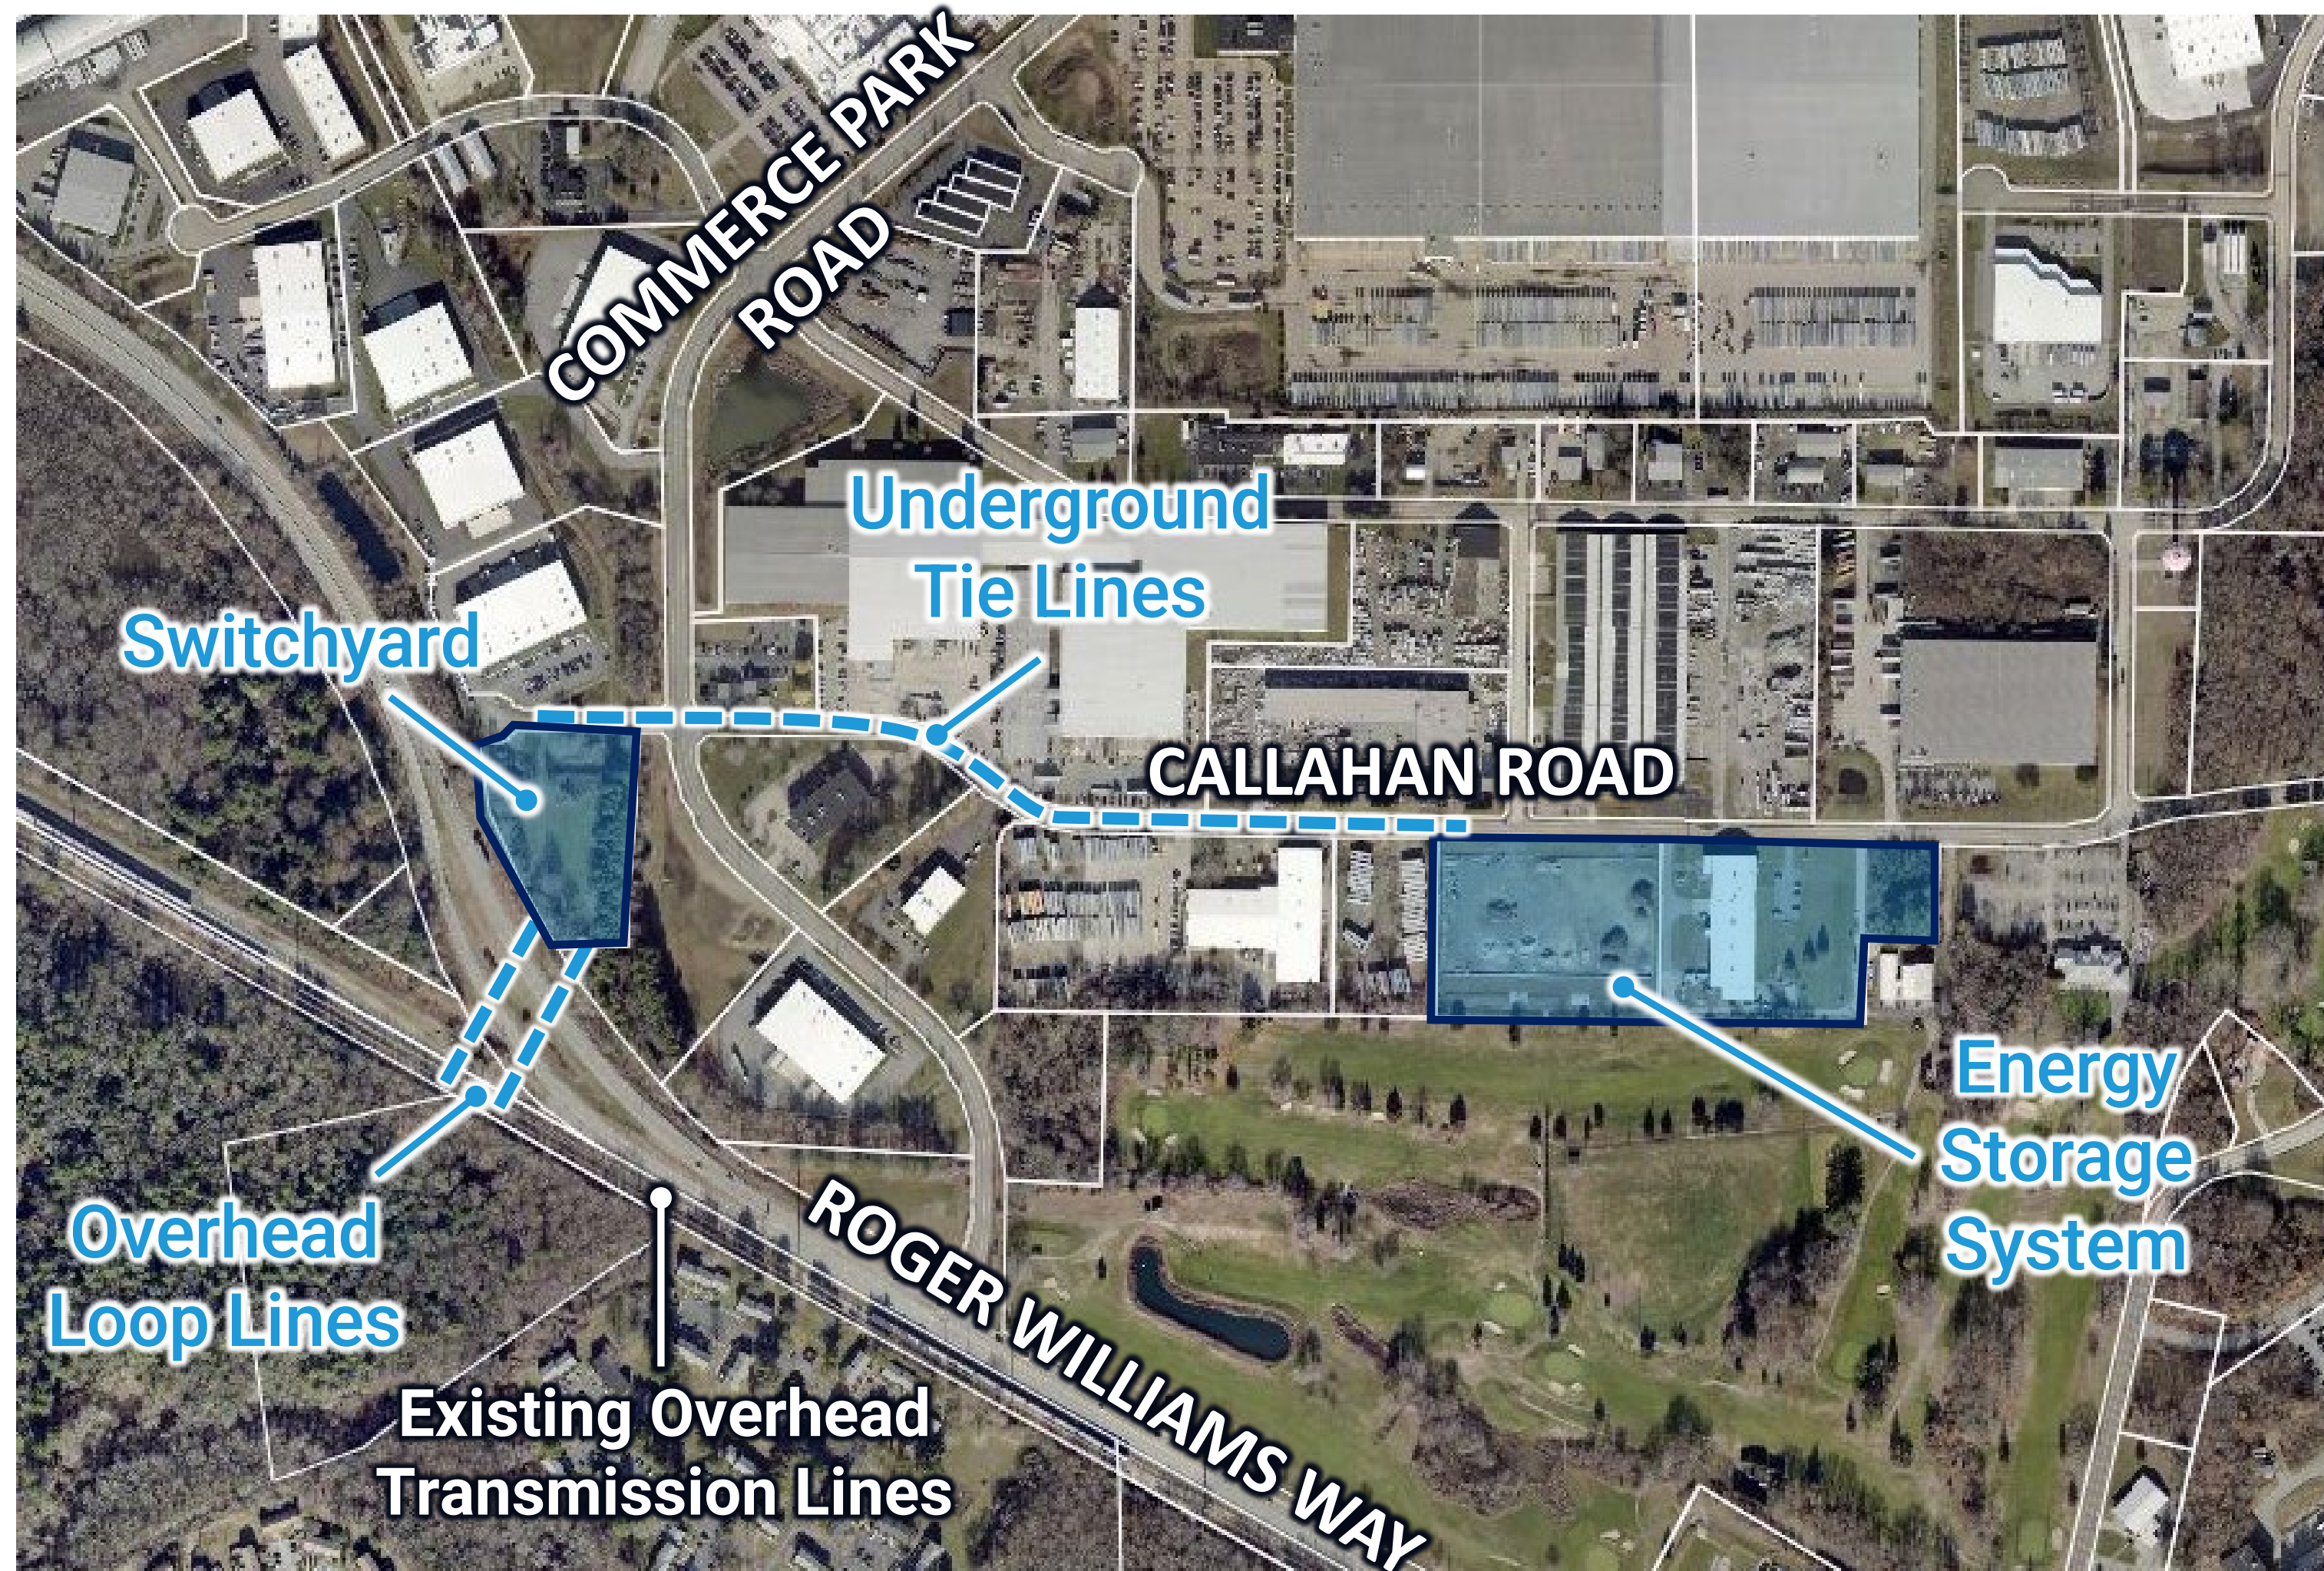 COMMERCE PARK
ROAD
Underground
Tie Lines
Switchyard
CALLAHAN ROAD
Energy
Storage
System
Overhead
Loop Lines
ROGER WILLIAMS WAY
Existing Overhead
Transmission Lines